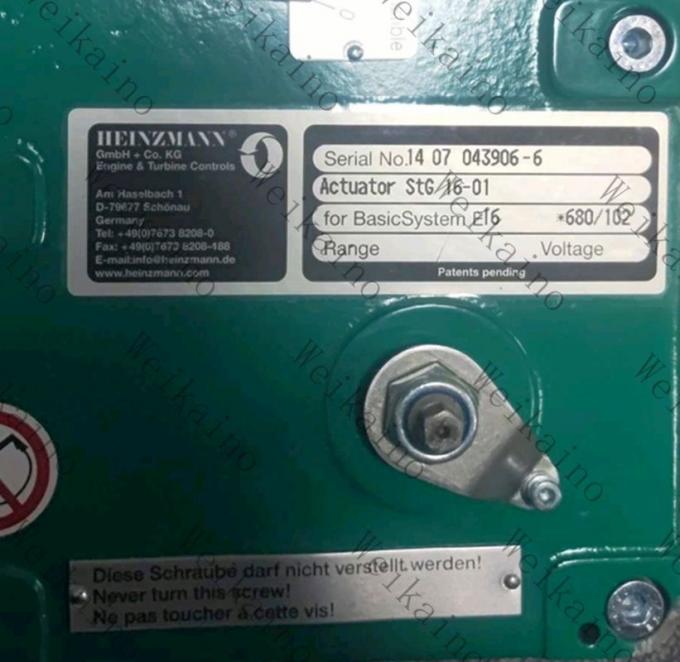 ible
HEINZMANN®
GmbH + Co. KG
Engine & Turbine Controls
Am Haselbach 1
D-79677 Schönau
Germany
Tel: +49(0)7673 8208-0
Fax: +49(0)7673 8208-188
E-mail:info@heinzmann.de
www.heinzmann.com
Serial No.14 07 043906-6
Actuator StG/16-01
for BasicSystem E16 *680/102
Range Voltage
Patents pending
Diese Schraube darf nicht verstellt werden!
Never turn this screw!
Ne pas toucher à cette vis!
Weikaino